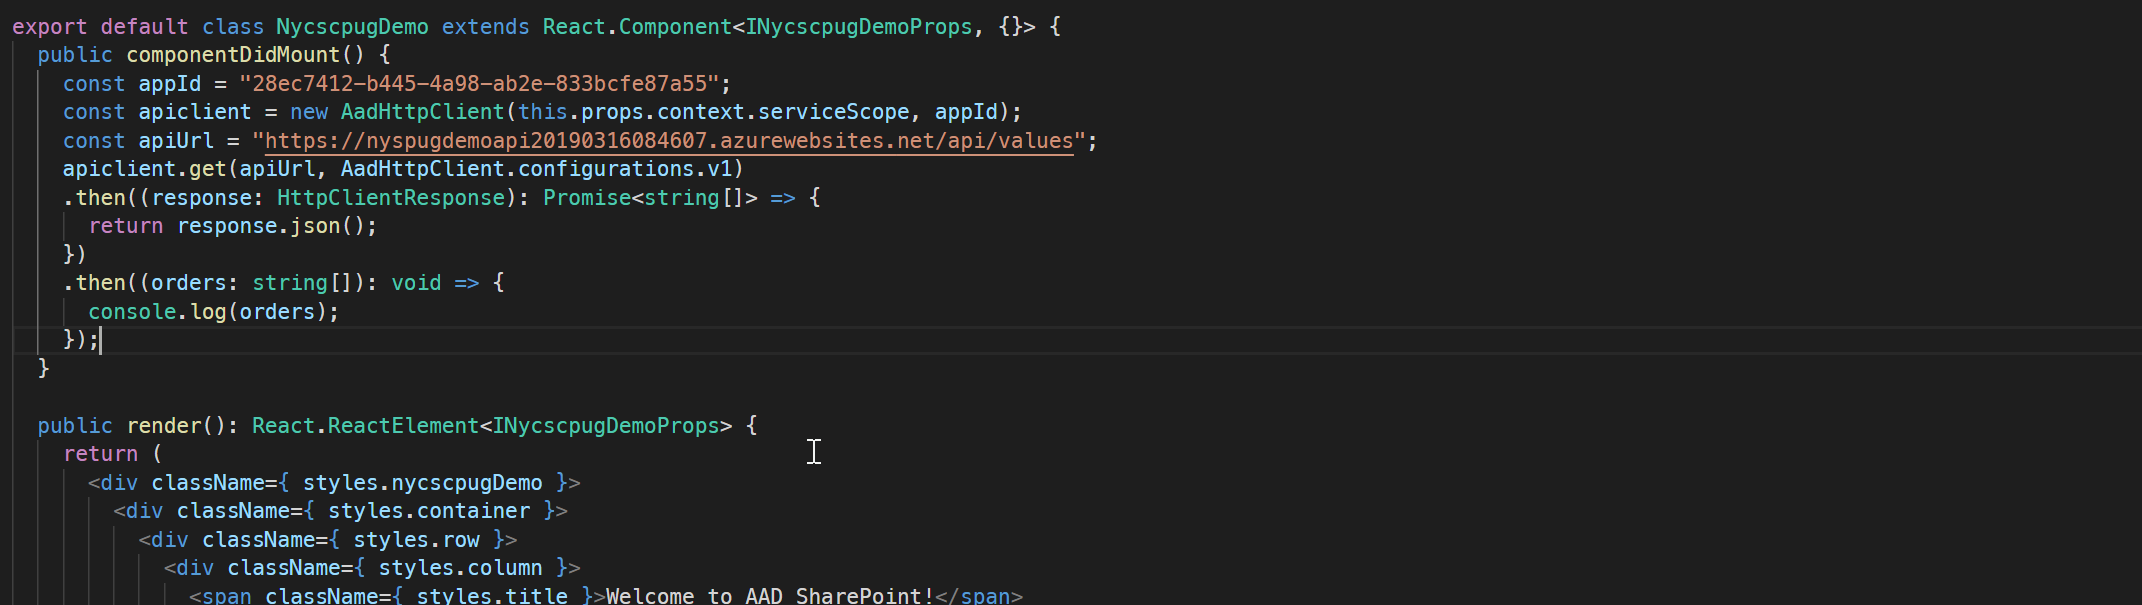 export default class NycscpugDemo extends React.Component<INycscpugDemoProps, {}> {
public componentDidMount() {
const appId = "28ec7412-b445-4a98-ab2e-833bcfe87a55";
const apiclient = new AadHttpClient(this.props.context.serviceScope, appId);
const apiUrl = "https://nyspugdemoapi20190316084607.azurewebsites.net/api/values";
apiclient.get(apiUrl, AadHttpClient.configurations.v1)
.then((response: HttpClientResponse): Promise<string[]> => {
return response.json();
})
.then((orders: string[]): void => {
console.log(orders);
});
}
public render(): React.ReactElement<INycscpugDemoProps> {
return (
<div className={ styles.nycscpugDemo }>
<div className={ styles.container }>
<div className={ styles.row }>
<div className={ styles.column }>
<span className={ styles.title }>Welcome to AAD SharePoint!</span>